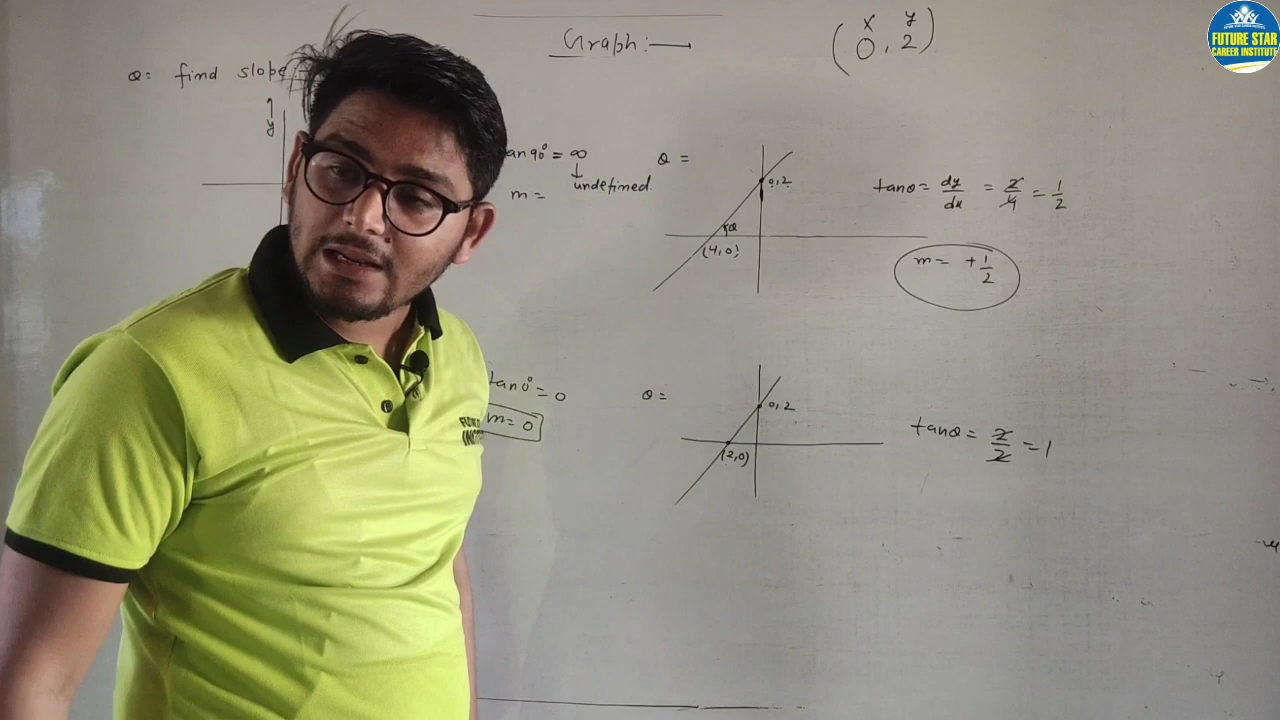 Graph:→
x y
(0, 2)
FUTURE STAR
CAREER INSTITUTE
Q= find slope
y
an90° = ∞
↓
undefined.
m =
Q =
0,2
θ
(4,0)
tanθ = dy/dx = 2/4 = 1/2
m = +1/2
tan0° = 0
m = 0
Q =
0,2
(2,0)
tanθ = 2/2 = 1